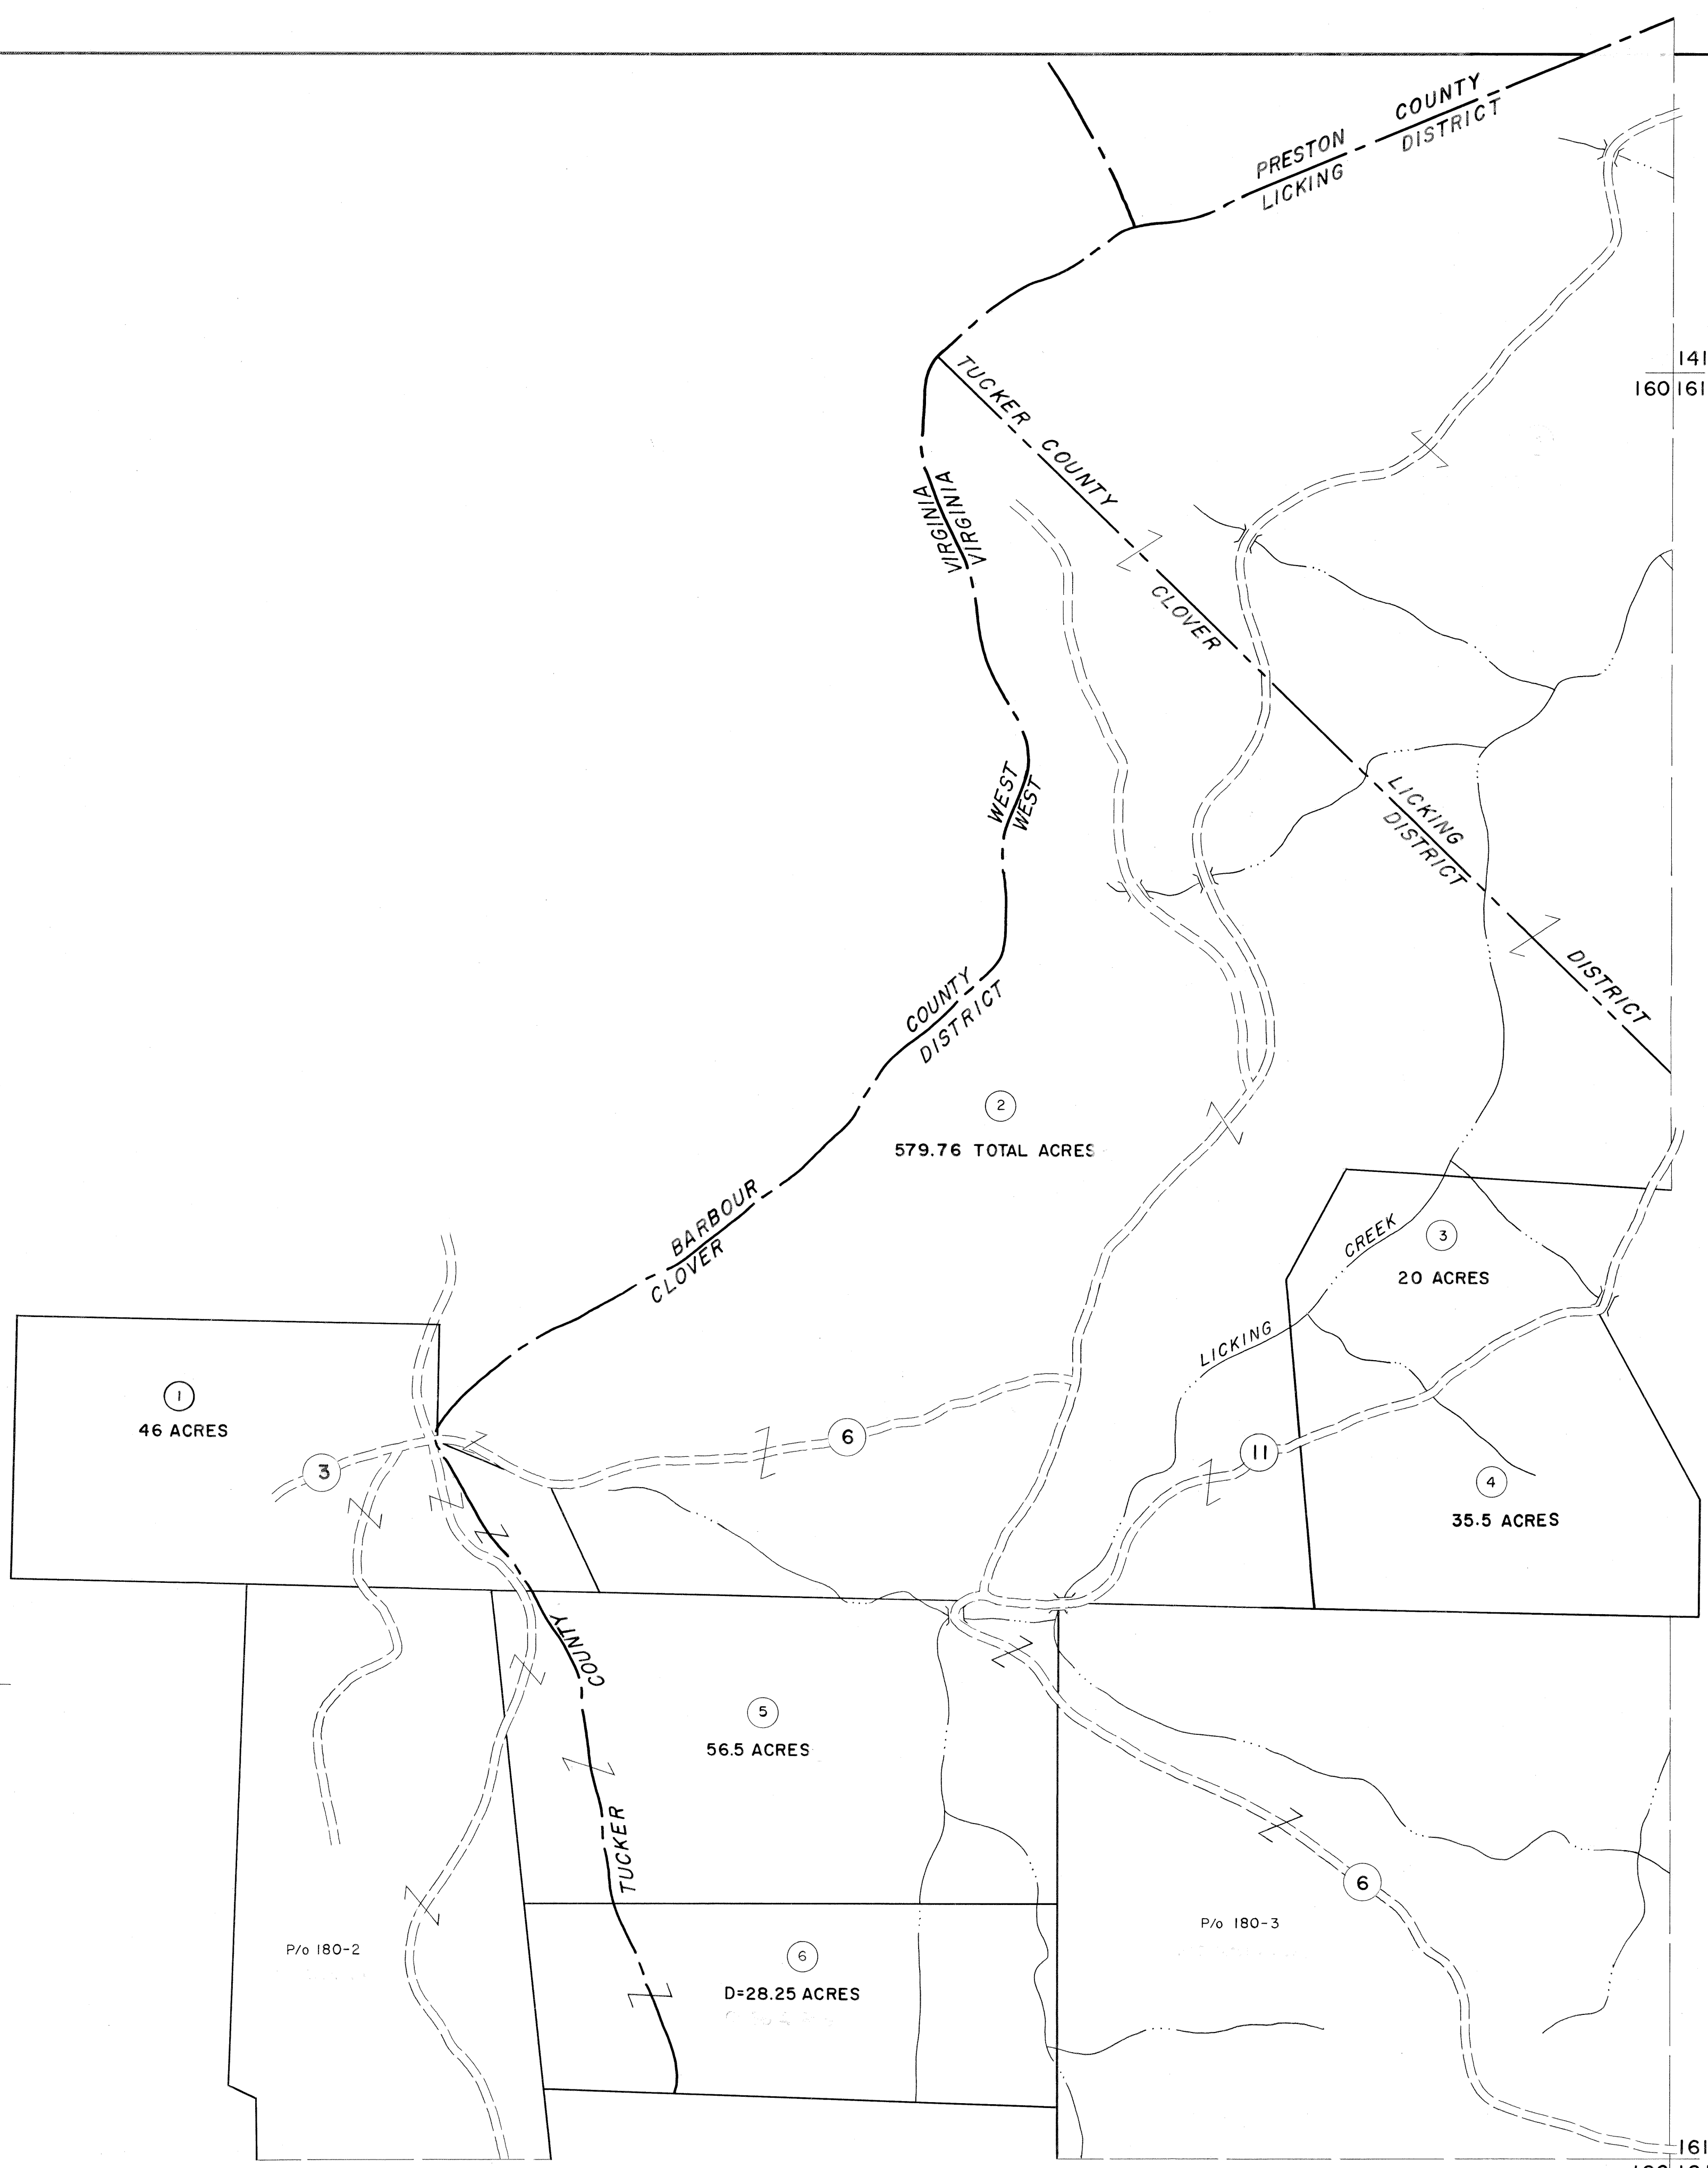 COUNTY
PRESTON
DISTRICT
LICKING
141
160 161
TUCKER COUNTY
VIRGINIA
VIRGINIA
CLOVER
WEST
WEST
LICKING
DISTRICT
DISTRICT
COUNTY
DISTRICT
2
579.76 TOTAL ACRES
BARBOUR
CLOVER
CREEK
3
20 ACRES
LICKING
1
46 ACRES
3
6
11
4
35.5 ACRES
COUNTY
5
56.5 ACRES
TUCKER
6
P/o 180-3
P/o 180-2
6
D=28.25 ACRES
161